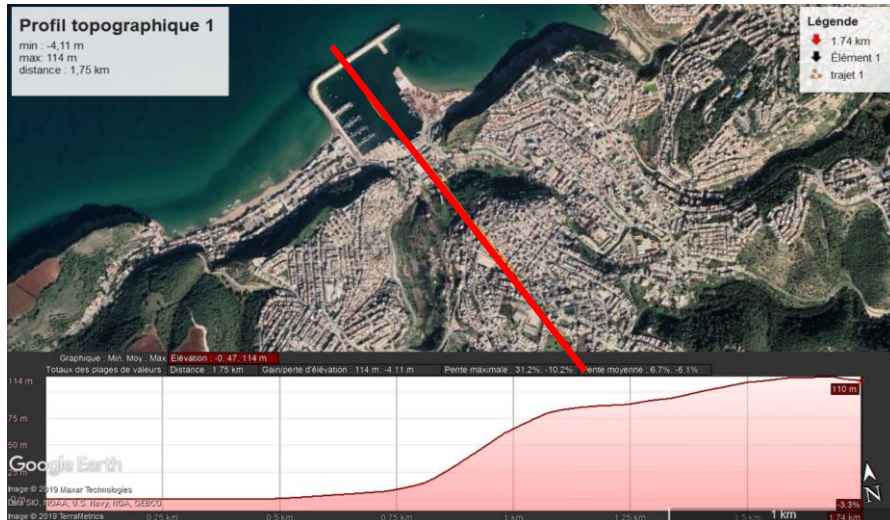 Profil topographique 1
min : -4,11 m
max: 114 m
distance : 1,75 km
Légende
1.74 km
Élément 1
trajet 1
Graphique : Min. Moy. Max Élévation : -0. 47, 114 m
Totaux des plages de valeurs : Distance : 1.75 km Gain/perte d'élévation : 114 m, -4,11 m Pente maximale : 31,2%, -10.2% Pente moyenne : 6.7%, -6.1%
114 m
110 m
75 m
50 m
Google Earth
Image © 2019 Maxar Technologies
Data SIO, NOAA, U.S. Navy, NGA, GEBCO
-3.3%
Image © 2019 TerraMetrics 0.25 km 0.5 km 0.75 km 1 km 1.25 km 1.5 km 1 km 1.74 km
N